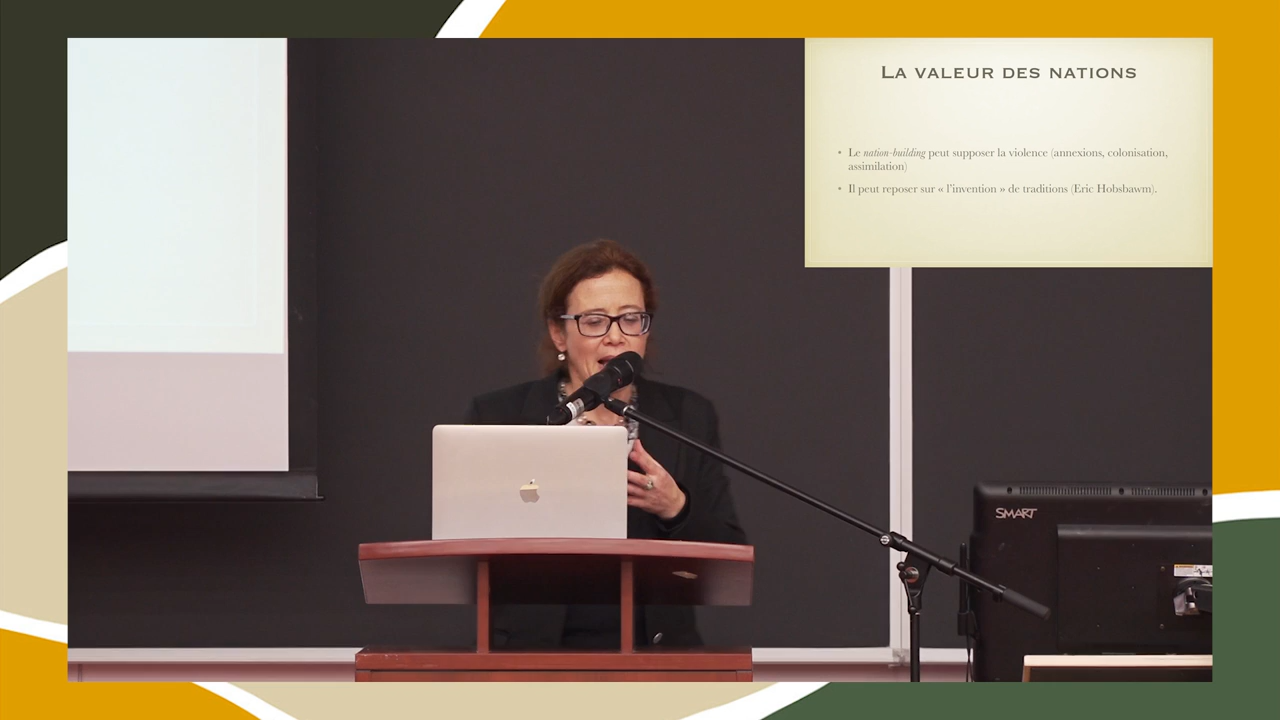 LA VALEUR DES NATIONS
• Le nation-building peut supposer la violence (annexions, colonisation,
assimilation)
• Il peut reposer sur « l'invention » de traditions (Eric Hobsbawm).
SMART